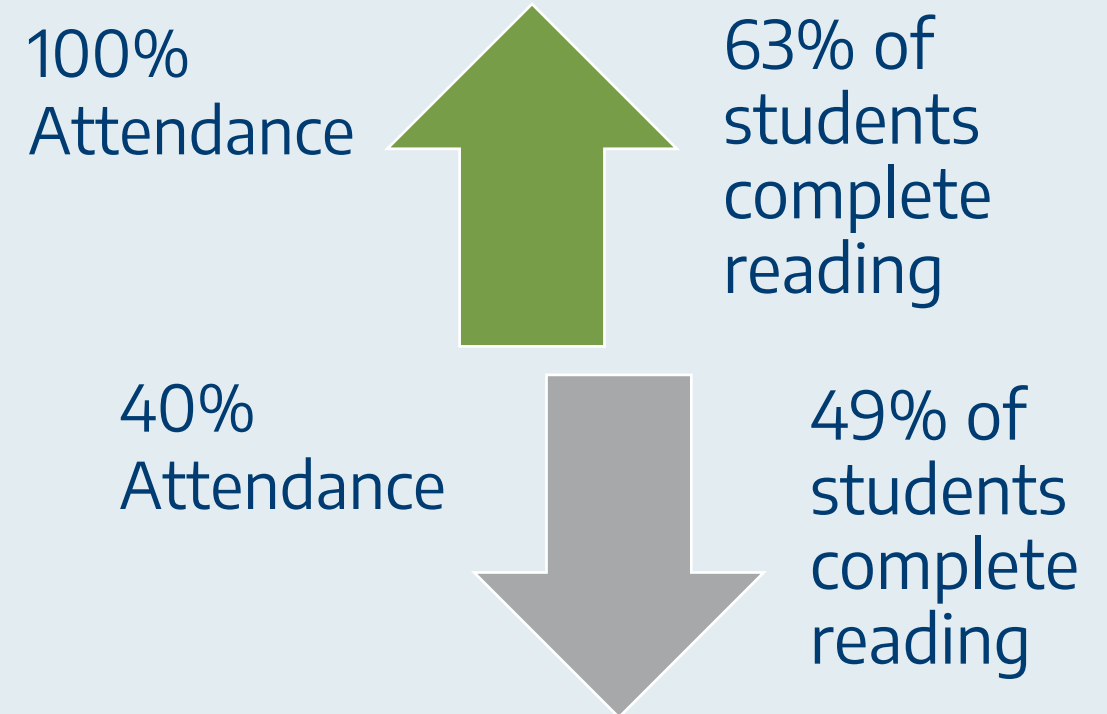 100%
Attendance
63% of
students
complete
reading
40%
Attendance
49% of
students
complete
reading